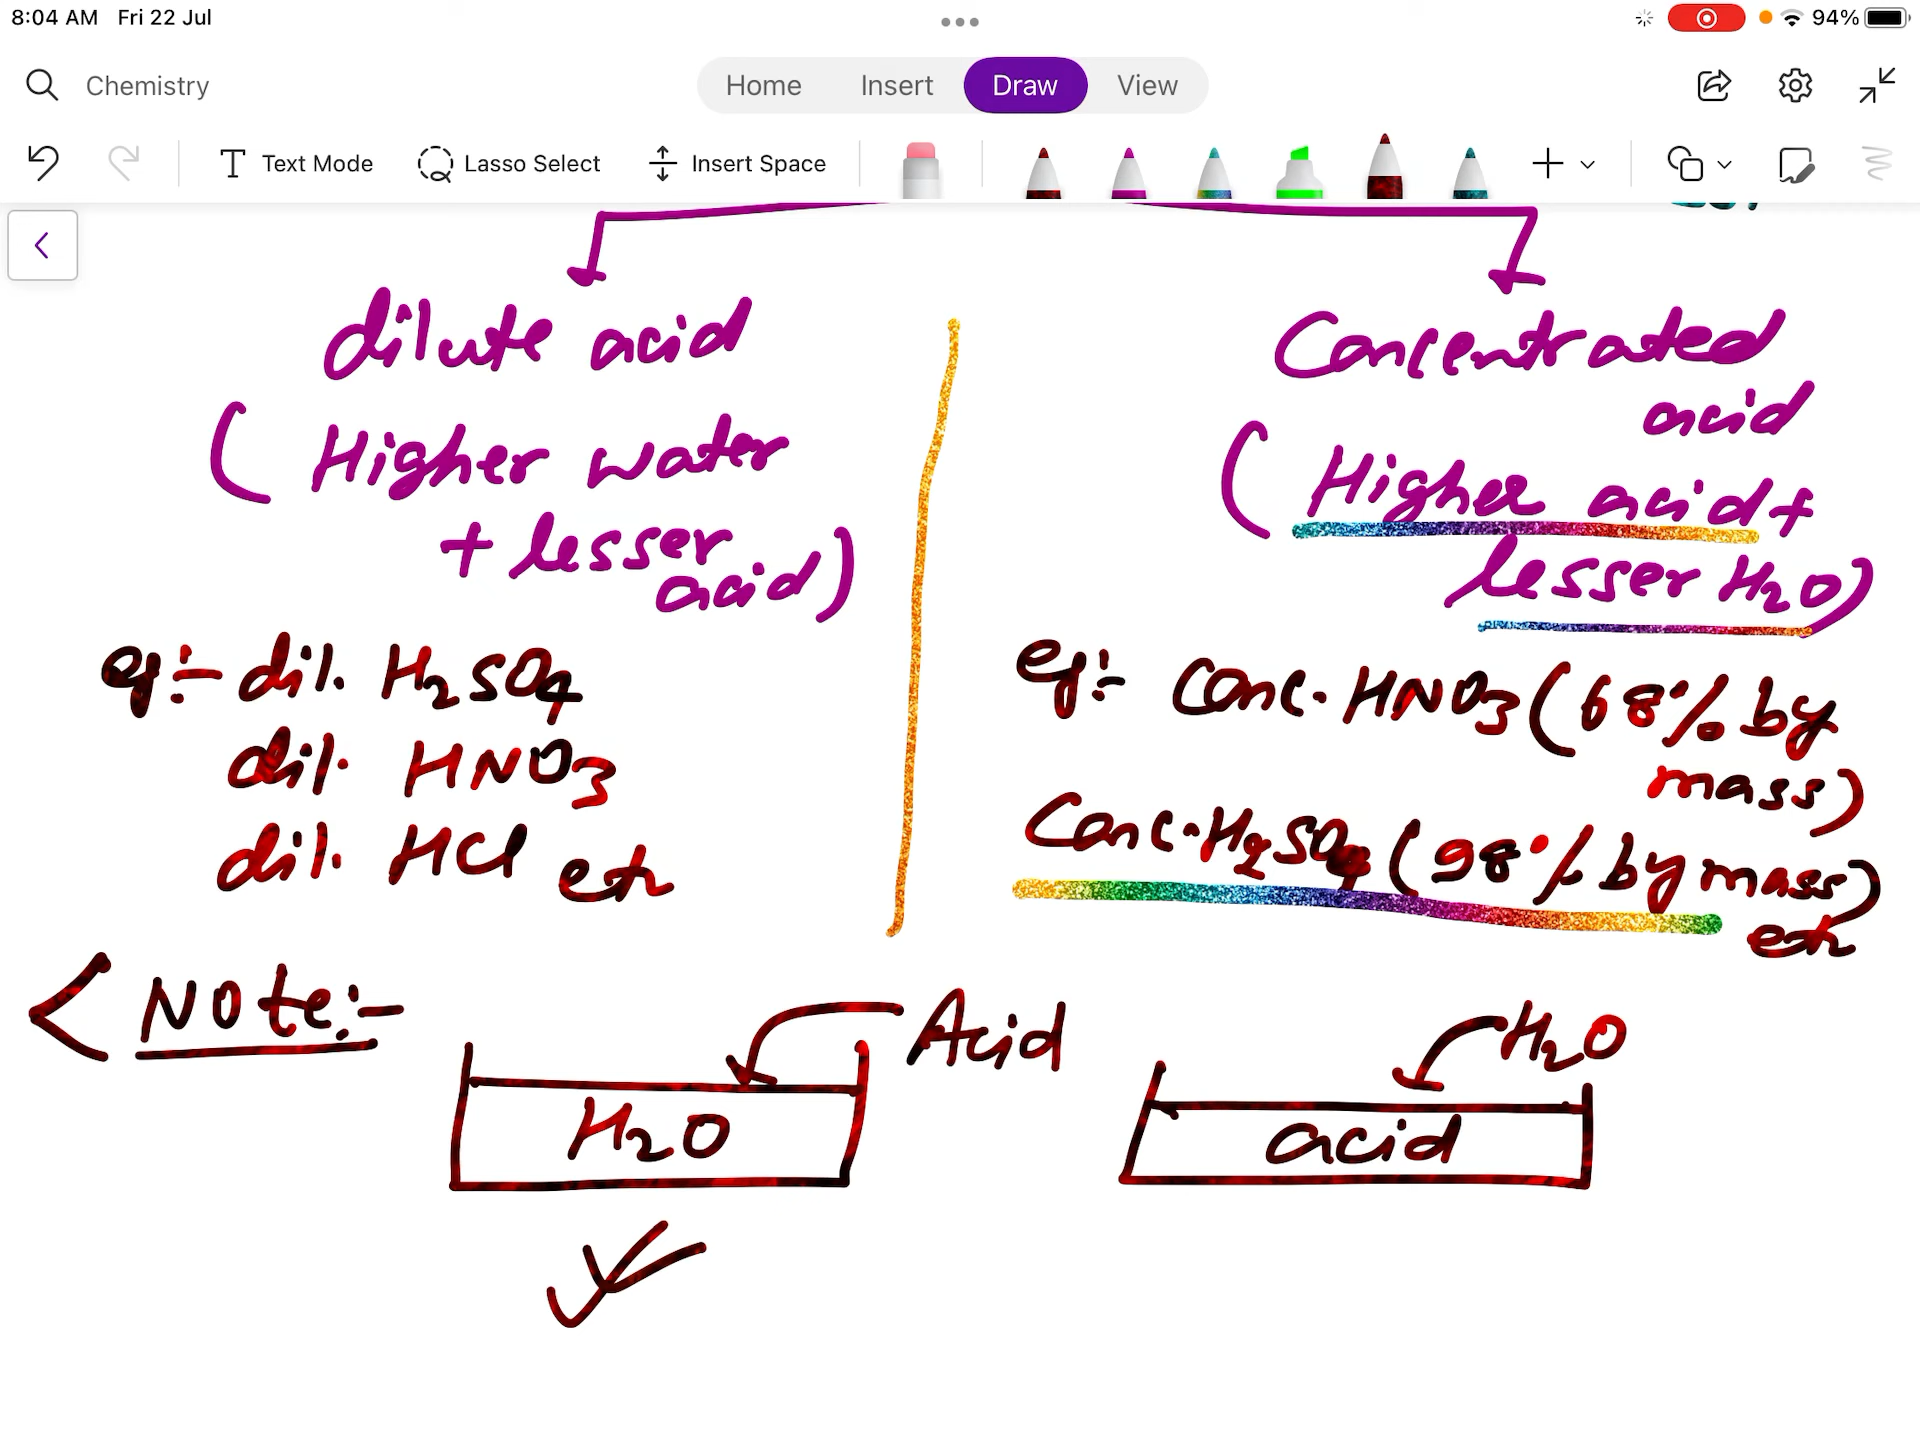 8:04 AM Fri 22 Jul
94%
Chemistry
Home Insert Draw View
Text Mode Lasso Select Insert Space
dilute acid
(Higher water
+ lesser
acid)
eg:- dil. H2SO4
dil. HNO3
dil. HCl etc
Concentrated
acid
(Higher acid +
lesser H2O)
eg:- Conc. HNO3 (68% by
mass)
Conc. H2SO4 (98% by mass)
etc
< NOte:-
Acid
H2O
H2O
acid